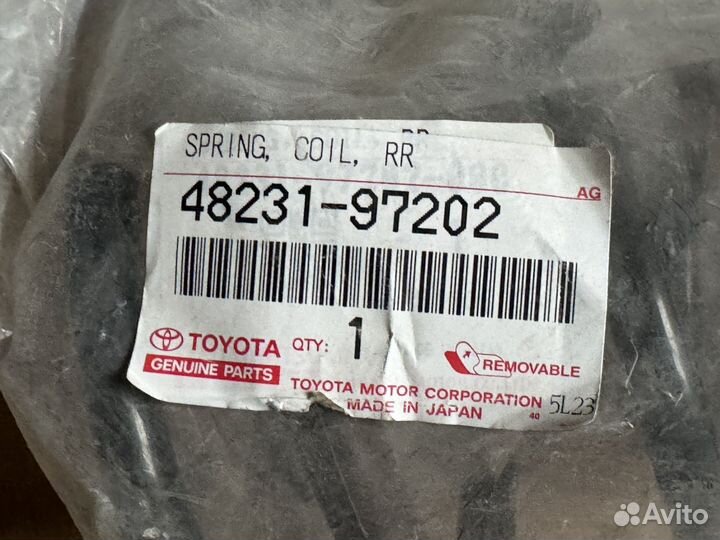 SPRING, COIL, RR
AG
48231-97202
TOYOTA
GENUINE PARTS
QTY: 1
REMOVABLE
TOYOTA MOTOR CORPORATION
MADE IN JAPAN
40 5L23
Avito